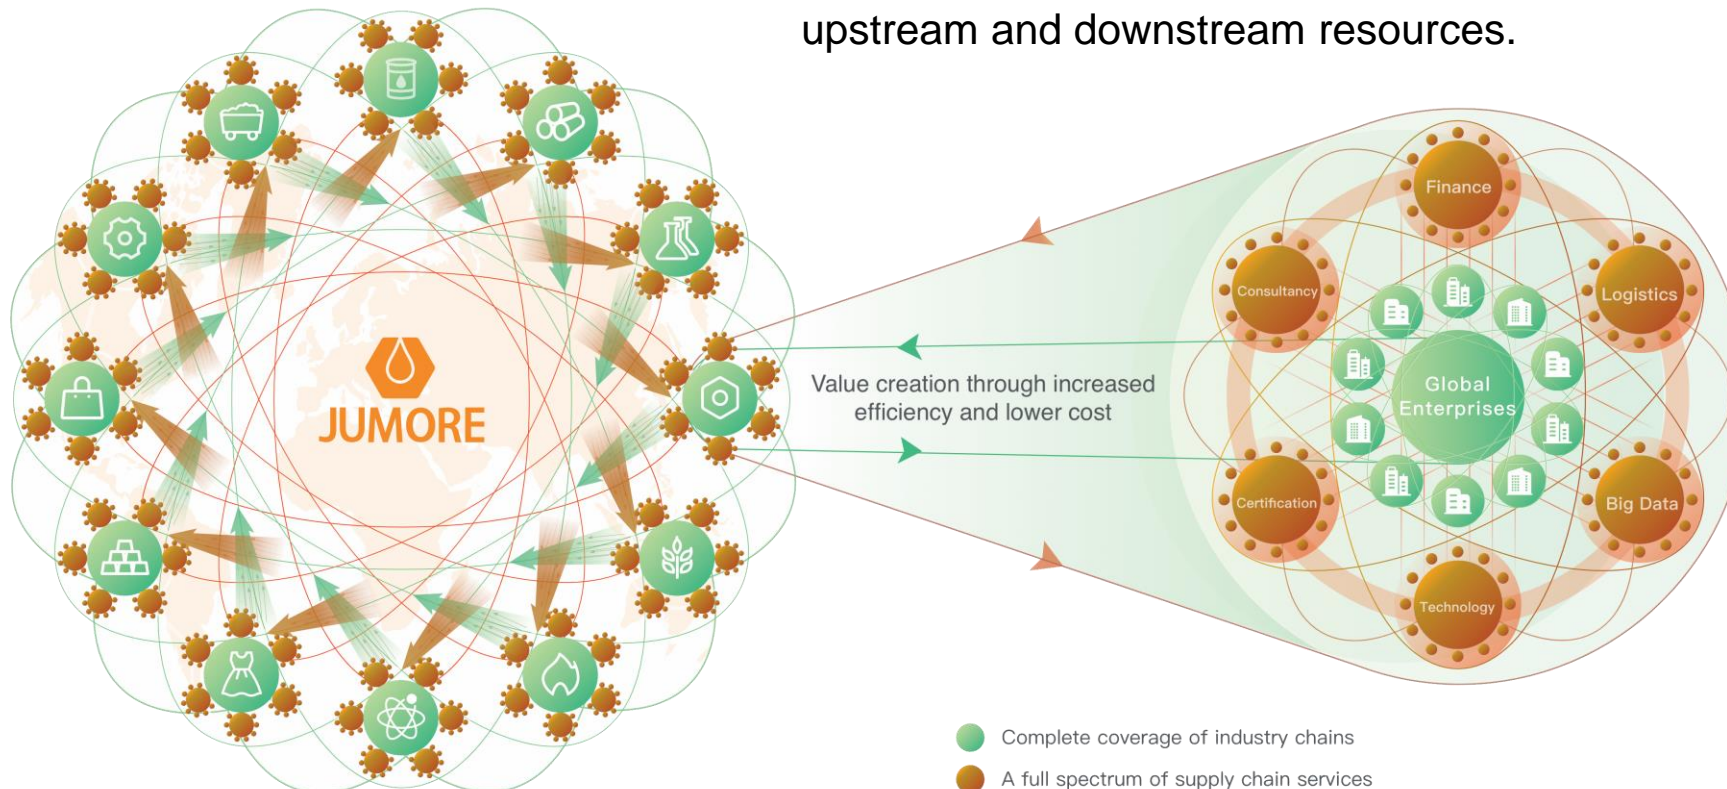 upstream and downstream resources.
JUMORE
Value creation through increased
efficiency and lower cost
Finance
Consultancy
Logistics
Global
Enterprises
Certification
Big Data
Technology
Complete coverage of industry chains
A full spectrum of supply chain services